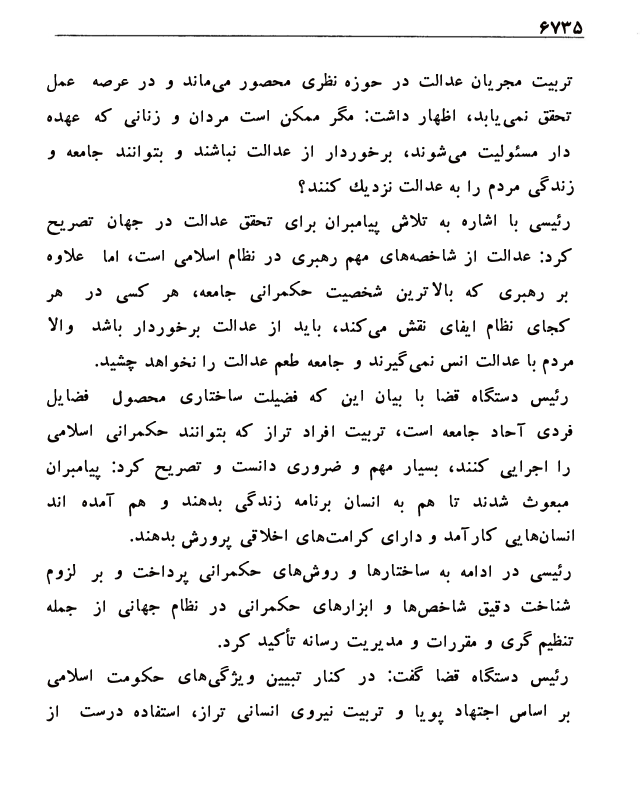 ۶۷۳۵
تربیت مجریان عدالت در حوزه نظری محصور می‌ماند و در عرصه عمل
تحقق نمی‌یابد، اظهار داشت: مگر ممکن است مردان و زنانی که عهده
دار مسئولیت می‌شوند، برخوردار از عدالت نباشند و بتوانند جامعه و
زندگی مردم را به عدالت نزدیك کنند؟
رئیسی با اشاره به تلاش پیامبران برای تحقق عدالت در جهان تصریح
کرد: عدالت از شاخصه‌های مهم رهبری در نظام اسلامی است، اما علاوه
بر رهبری که بالاترین شخصیت حکمرانی جامعه، هر کسی در هر
کجای نظام ایفای نقش می‌کند، باید از عدالت برخوردار باشد والا
مردم با عدالت انس نمی‌گیرند و جامعه طعم عدالت را نخواهد چشید.
رئیس دستگاه قضا با بیان این که فضیلت ساختاری محصول فضایل
فردی آحاد جامعه است، تربیت افراد تراز که بتوانند حکمرانی اسلامی
را اجرایی کنند، بسیار مهم و ضروری دانست و تصریح کرد: پیامبران
مبعوث شدند تا هم به انسان برنامه زندگی بدهند و هم آمده اند
انسان‌هایی کارآمد و دارای کرامت‌های اخلاقی پرورش بدهند.
رئیسی در ادامه به ساختارها و روش‌های حکمرانی پرداخت و بر لزوم
شناخت دقیق شاخص‌ها و ابزارهای حکمرانی در نظام جهانی از جمله
تنظیم گری و مقررات و مدیریت رسانه تأکید کرد.
رئیس دستگاه قضا گفت: در کنار تبیین ویژگی‌های حکومت اسلامی
بر اساس اجتهاد پویا و تربیت نیروی انسانی تراز، استفاده درست از